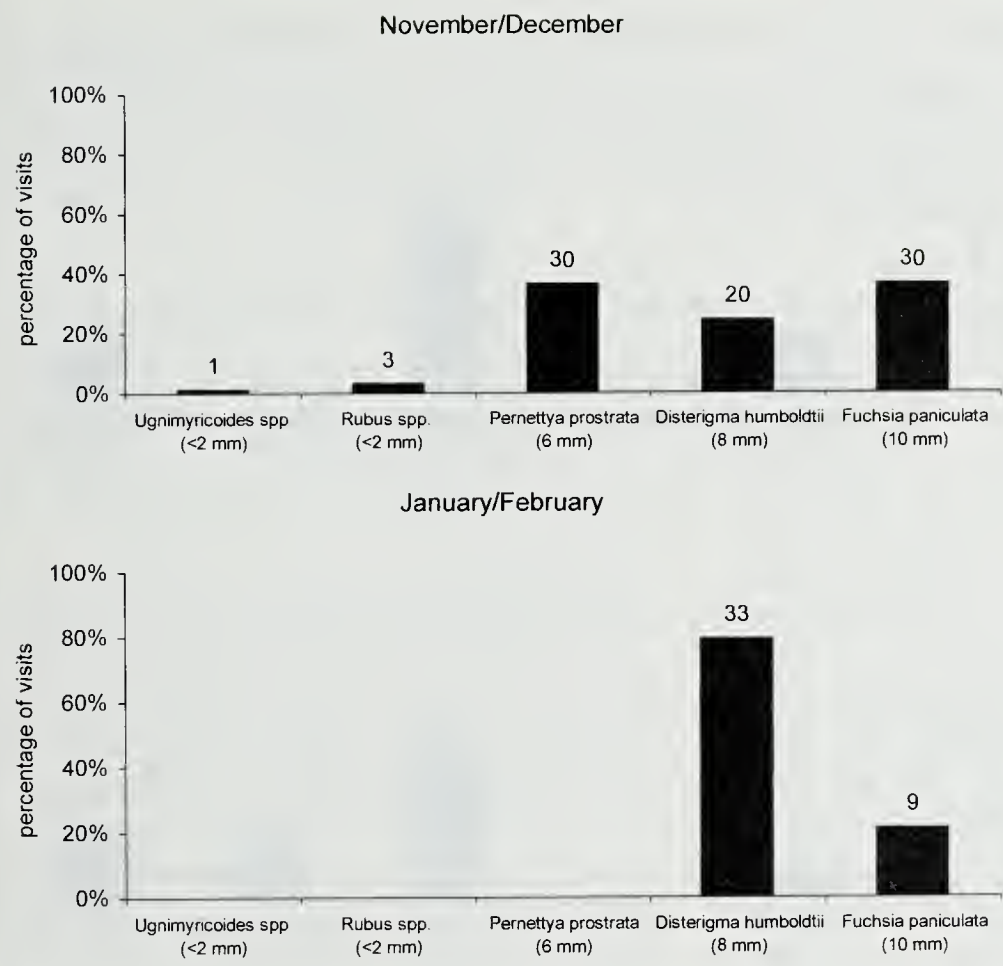 November/December
percentage of visits
100%
80%
60%
40%
20%
0%
1
3
30
20
30
Ugnimyricoides spp
(<2 mm)
Rubus spp.
(<2 mm)
Pernettya prostrata
(6 mm)
Disterigma humboldtii
(8 mm)
Fuchsia paniculata
(10 mm)
January/February
percentage of visits
100%
80%
60%
40%
20%
0%
33
9
Ugnimyricoides spp
(<2 mm)
Rubus spp.
(<2 mm)
Pernettya prostrata
(6 mm)
Disterigma humboldtii
(8 mm)
Fuchsia paniculata
(10 mm)